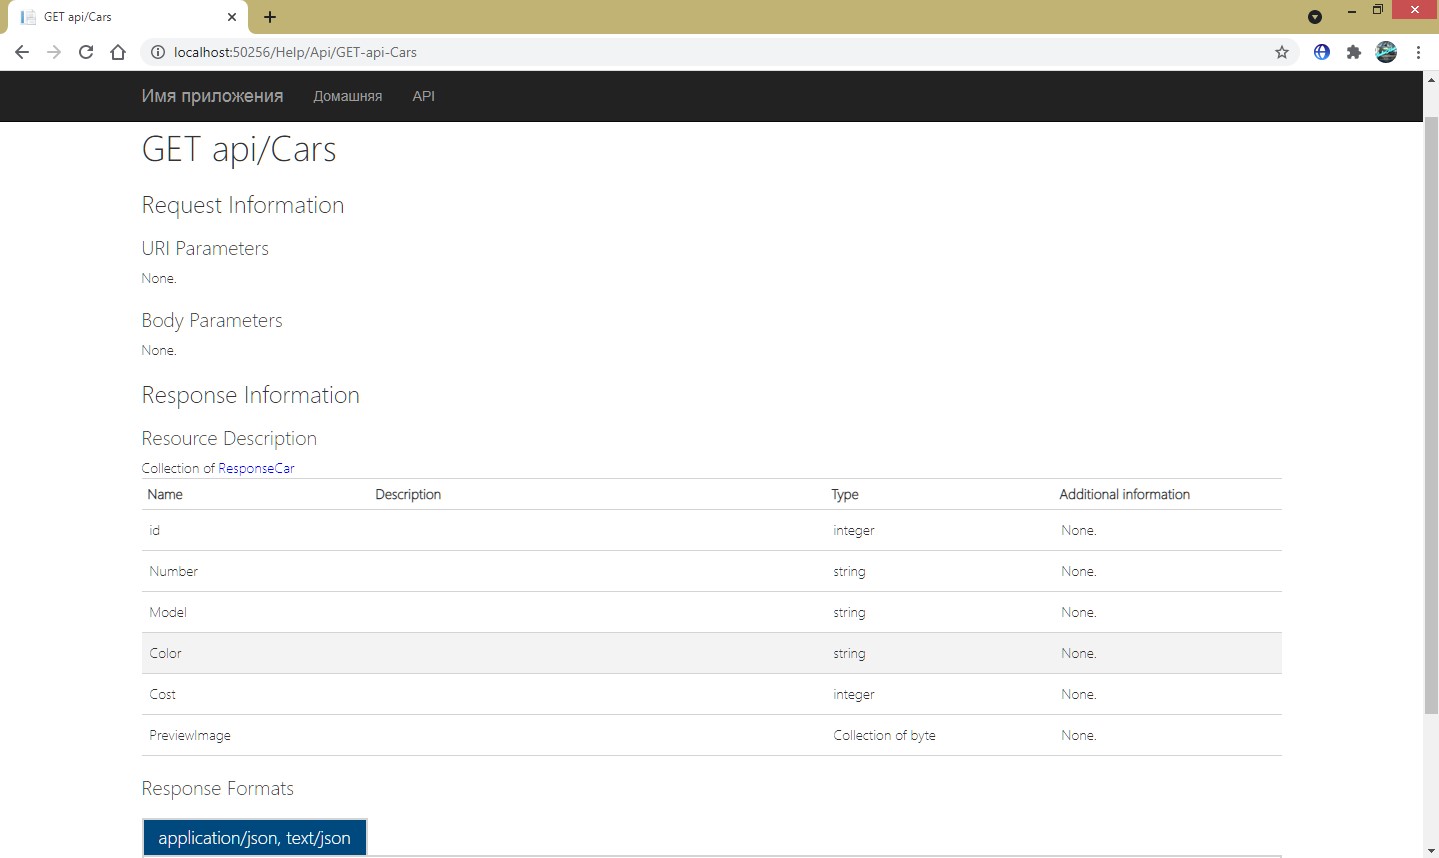 GET api/Cars
localhost:50256/Help/Api/GET-api-Cars
Имя приложения Домашняя API
GET api/Cars
Request Information
URI Parameters
None.
Body Parameters
None.
Response Information
Resource Description
Collection of ResponseCar
Name Description Type Additional information
id integer None.
Number string None.
Model string None.
Color string None.
Cost integer None.
PreviewImage Collection of byte None.
Response Formats
application/json, text/json